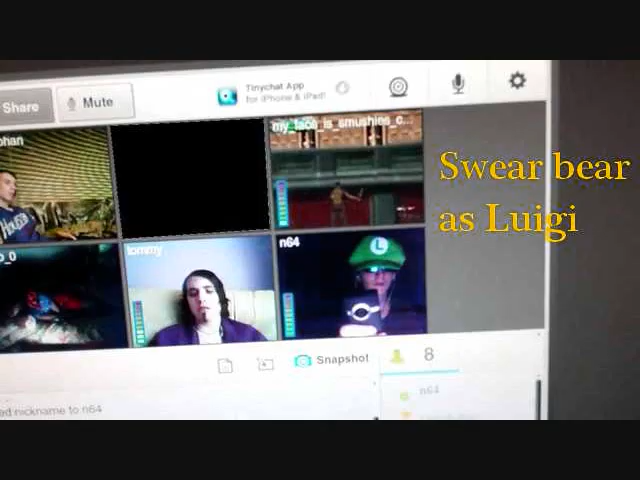 Share
Mute
Tinychat App
for iPhone & iPad!
my_face_is_smushies_c...
Swear bear
as Luigi
tommy
n64
L
Snapshot
8
n64
nickname to n64